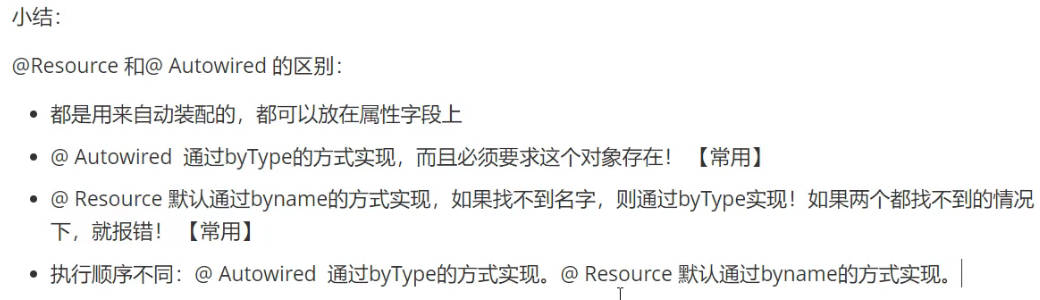 小结：
@Resource 和@ Autowired 的区别：
都是用来自动装配的，都可以放在属性字段上
@ Autowired 通过byType的方式实现，而且必须要求这个对象存在！ 【常用】
@ Resource 默认通过byname的方式实现，如果找不到名字，则通过byType实现！如果两个都找不到的情况
下，就报错！ 【常用】
执行顺序不同：@ Autowired 通过byType的方式实现。@ Resource 默认通过byname的方式实现。